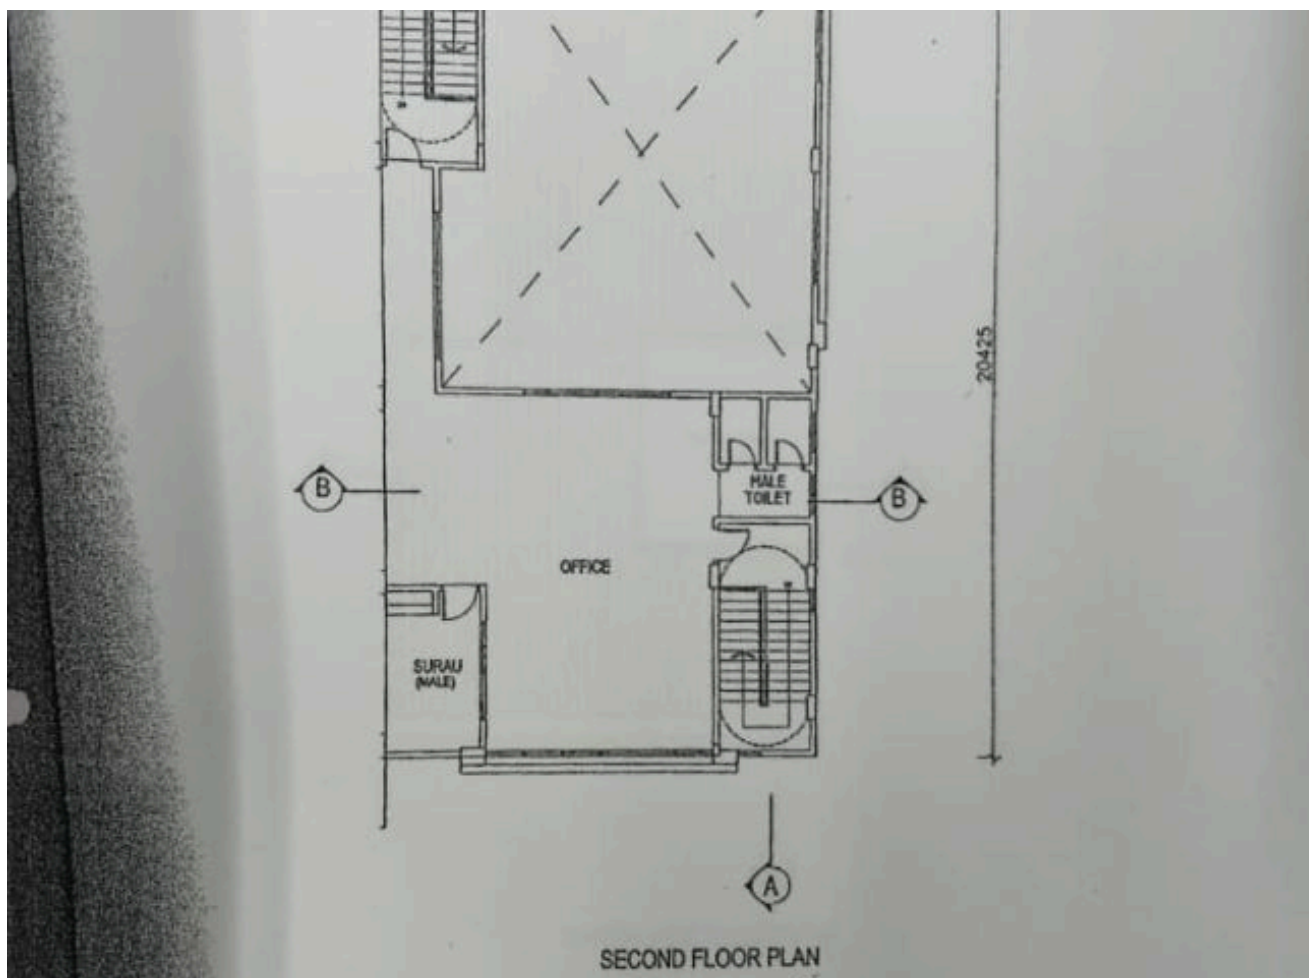 20425
B
MALE
TOILET
B
OFFICE
SURAU
(MALE)
A
SECOND FLOOR PLAN